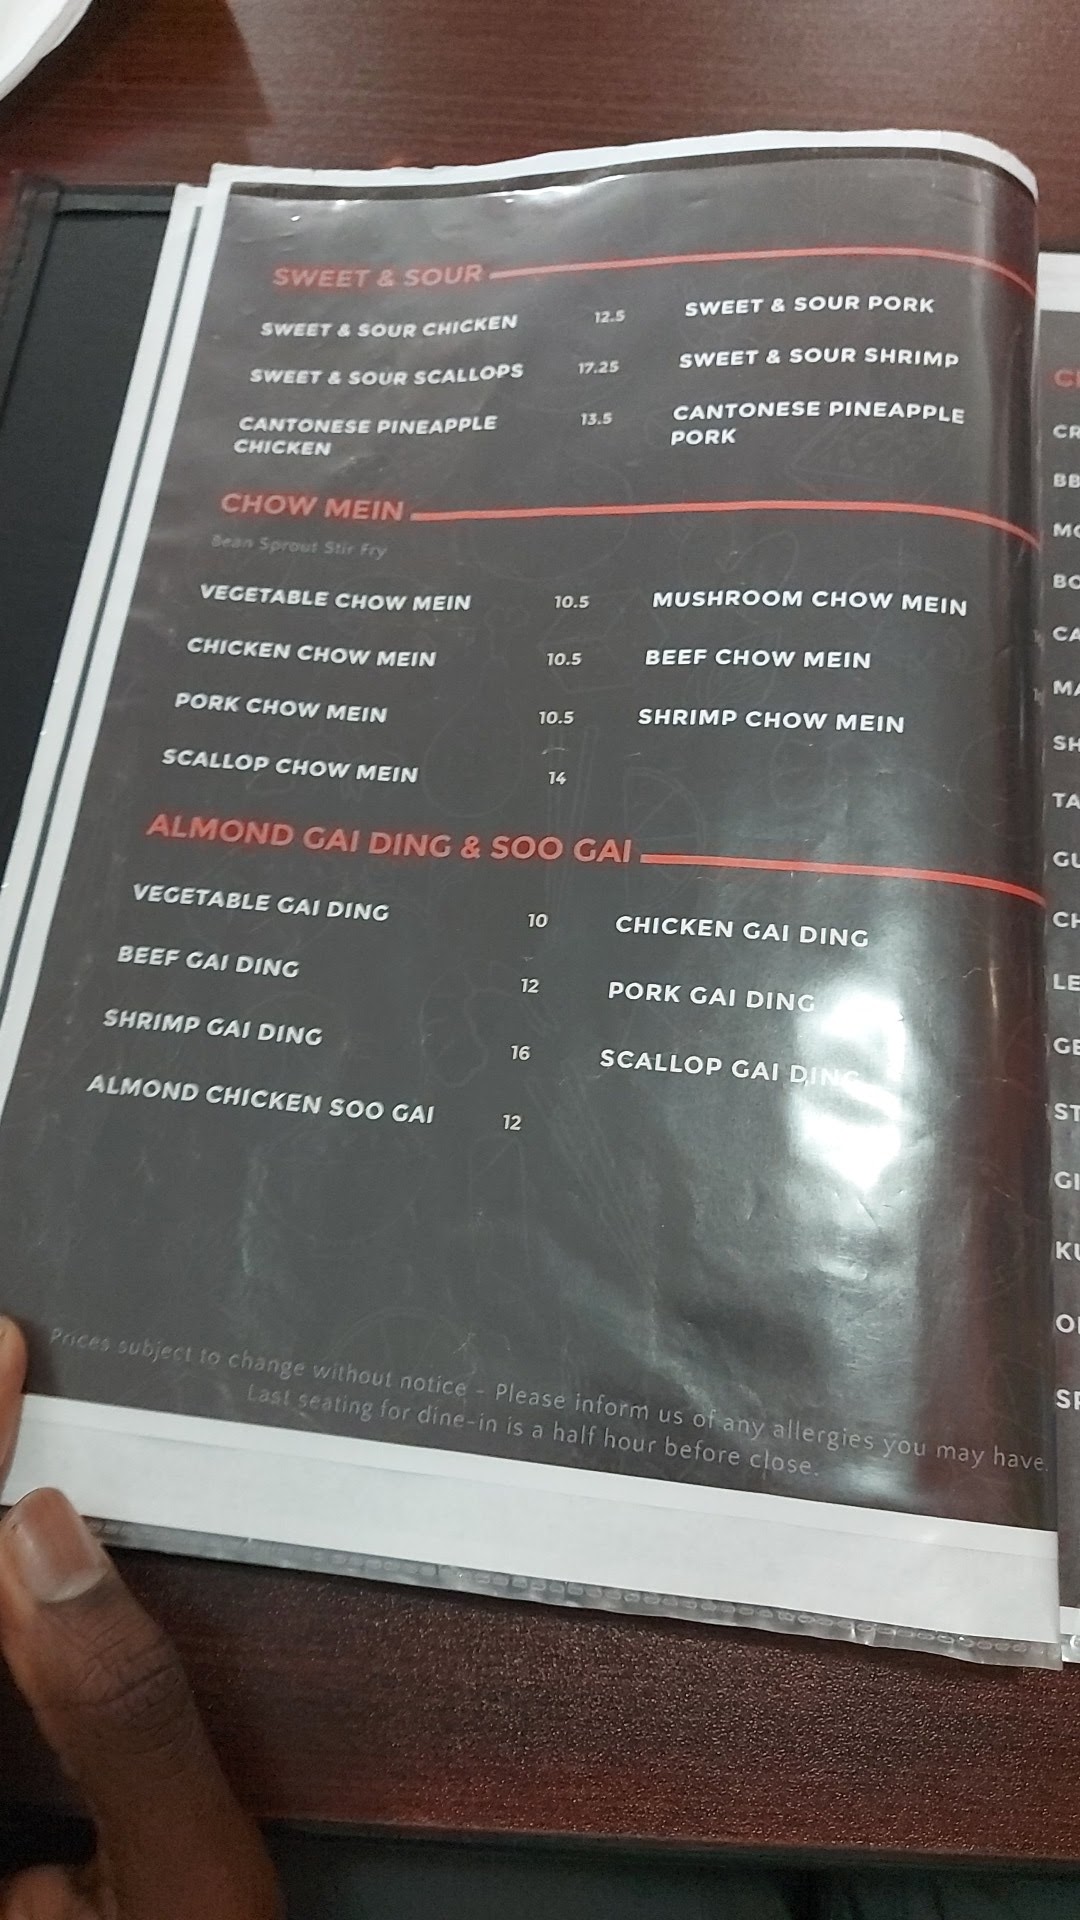 SWEET & SOUR
SWEET & SOUR CHICKEN 12.5 SWEET & SOUR PORK
SWEET & SOUR SCALLOPS 17.25 SWEET & SOUR SHRIMP
CANTONESE PINEAPPLE 13.5 CANTONESE PINEAPPLE
CHICKEN PORK
CHOW MEIN
Bean Sprout Stir Fry
VEGETABLE CHOW MEIN 10.5 MUSHROOM CHOW MEIN
CHICKEN CHOW MEIN 10.5 BEEF CHOW MEIN
PORK CHOW MEIN 10.5 SHRIMP CHOW MEIN
SCALLOP CHOW MEIN 14
ALMOND GAI DING & SOO GAI
VEGETABLE GAI DING 10 CHICKEN GAI DING
BEEF GAI DING 12 PORK GAI DING
SHRIMP GAI DING 16 SCALLOP GAI DING
ALMOND CHICKEN SOO GAI 12
Prices subject to change without notice - Please inform us of any allergies you may have.
Last seating for dine-in is a half hour before close.